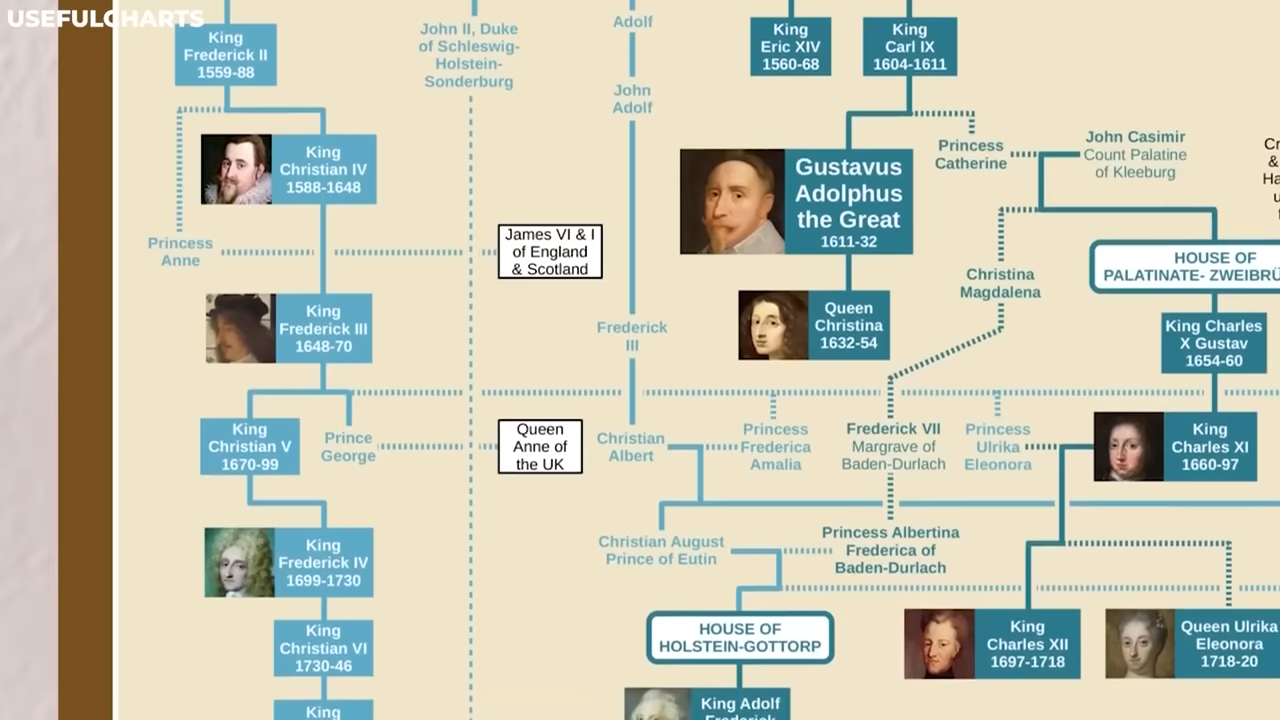 USEFULCHARTS
King
Frederick II
1559-88
John II, Duke
of Schleswig-
Holstein-
Sonderburg
Adolf
John
Adolf
King
Eric XIV
1560-68
King
Carl IX
1604-1611
King
Christian IV
1588-1648
Gustavus
Adolphus
the Great
1611-32
Princess
Catherine
John Casimir
Count Palatine
of Kleeburg
Cr
&
Ha
u
Princess
Anne
James VI & I
of England
& Scotland
Christina
Magdalena
HOUSE OF
PALATINATE- ZWEIBRÜ
King
Frederick III
1648-70
Frederick
III
Queen
Christina
1632-54
King Charles
X Gustav
1654-60
King
Christian V
1670-99
Prince
George
Queen
Anne of
the UK
Christian
Albert
Princess
Frederica
Amalia
Frederick VII
Margrave of
Baden-Durlach
Princess
Ulrika
Eleonora
King
Charles XI
1660-97
King
Frederick IV
1699-1730
Christian August
Prince of Eutin
Princess Albertina
Frederica of
Baden-Durlach
King
Christian VI
1730-46
HOUSE OF
HOLSTEIN-GOTTORP
King
Charles XII
1697-1718
Queen Ulrika
Eleonora
1718-20
King
King Adolf
Frederick